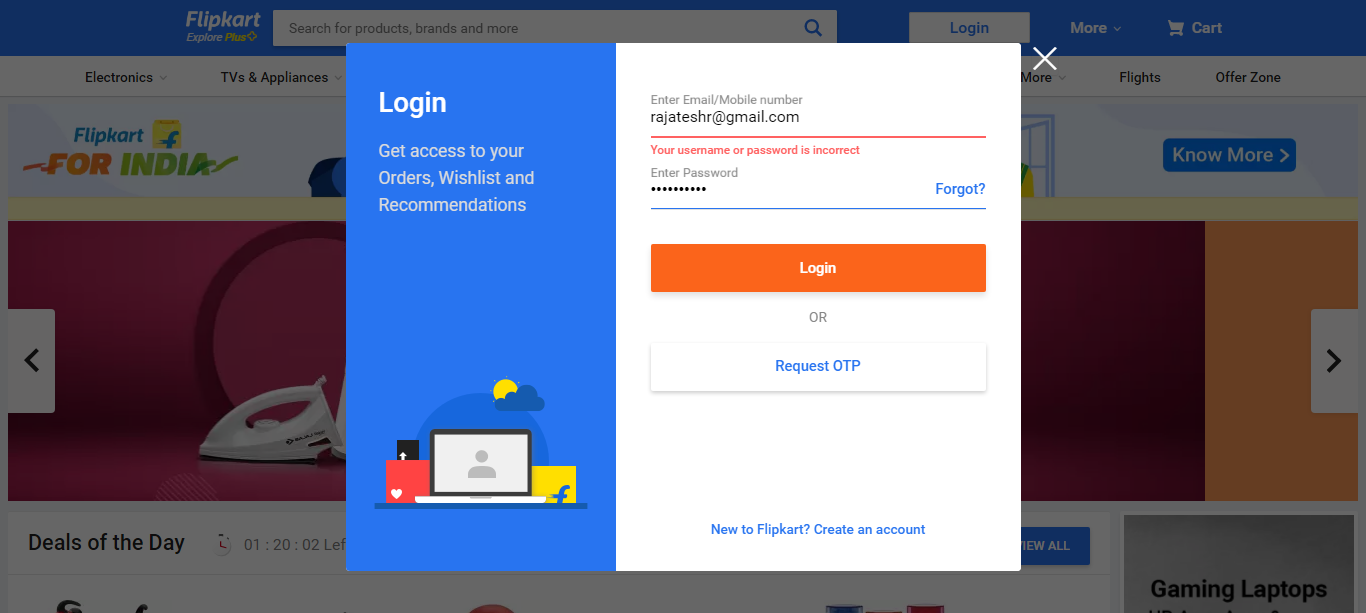 Flipkart
Explore Plus
Search for products, brands and more
Login
More
Cart
Electronics
TVs & Appliances
More
Flights
Offer Zone
Flipkart
FOR INDIA
Know More
Login
Get access to your
Orders, Wishlist and
Recommendations
Enter Email/Mobile number
rajateshr@gmail.com
Your username or password is incorrect
Enter Password
••••••••••
Forgot?
Login
OR
Request OTP
New to Flipkart? Create an account
Deals of the Day
01 : 20 : 02 Lef
VIEW ALL
Gaming Laptops